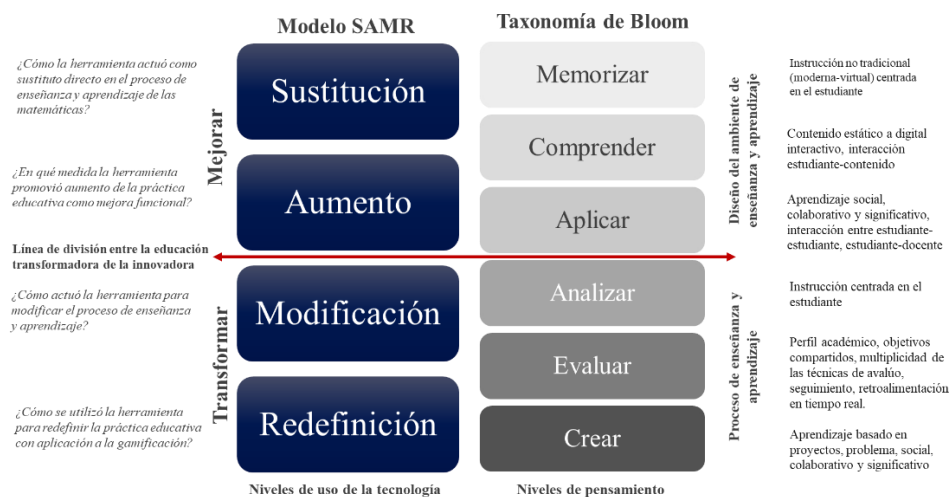 Modelo SAMR
Taxonomía de Bloom
¿Cómo la herramienta actuó como
sustituto directo en el proceso de
enseñanza y aprendizaje de las
matemáticas?
¿En qué medida la herramienta
promovió aumento de la práctica
educativa como mejora funcional?
Línea de división entre la educación
transformadora de la innovadora
¿Cómo actuó la herramienta para
modificar el proceso de enseñanza
y aprendizaje?
¿Cómo se utilizó la herramienta
para redefinir la práctica educativa
con aplicación a la gamificación?
Mejorar
Transformar
Sustitución
Aumento
Modificación
Redefinición
Niveles de uso de la tecnología
Memorizar
Comprender
Aplicar
Analizar
Evaluar
Crear
Niveles de pensamiento
Diseño del ambiente de
enseñanza y aprendizaje
Proceso de enseñanza y
aprendizaje
Instrucción no tradicional
(moderna-virtual) centrada
en el estudiante
Contenido estático a digital
interactivo, interacción
estudiante-contenido
Aprendizaje social,
colaborativo y significativo,
interacción entre estudiante-
estudiante, estudiante-docente
Instrucción centrada en el
estudiante
Perfil académico, objetivos
compartidos, multiplicidad de
las técnicas de avalúo,
seguimiento, retroalimentación
en tiempo real.
Aprendizaje basado en
proyectos, problema, social,
colaborativo y significativo